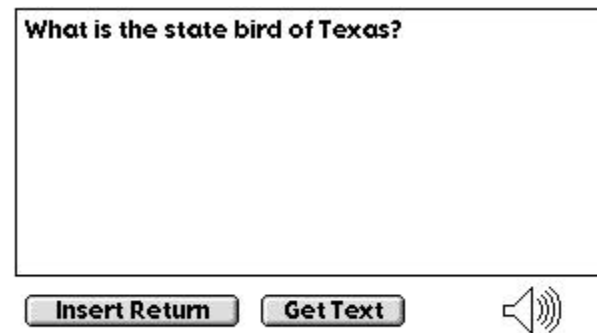 What is the state bird of Texas?
Insert Return
Get Text